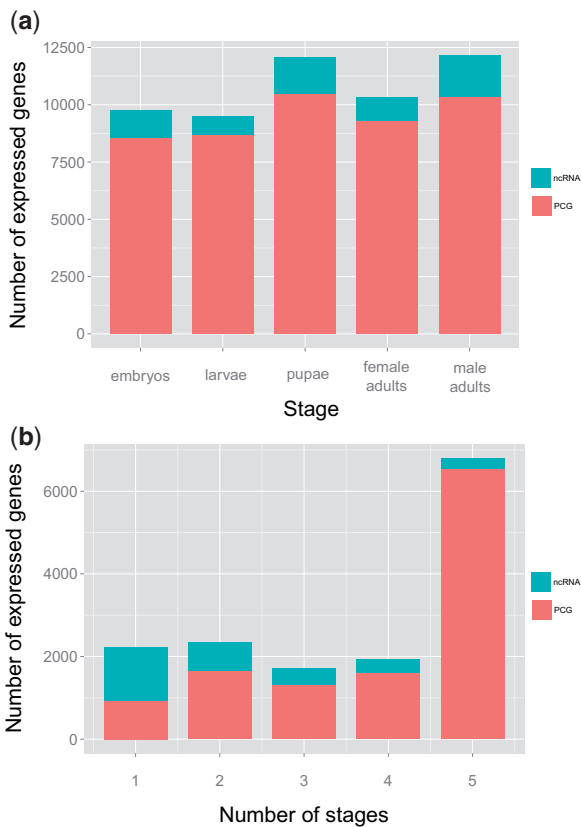 (a)
Number of expressed genes
12500
10000
7500
5000
2500
0
embryos
larvae
pupae
female
adults
male
adults
Stage
ncRNA
PCG
(b)
Number of expressed genes
6000
4000
2000
0
1
2
3
4
5
Number of stages
ncRNA
PCG